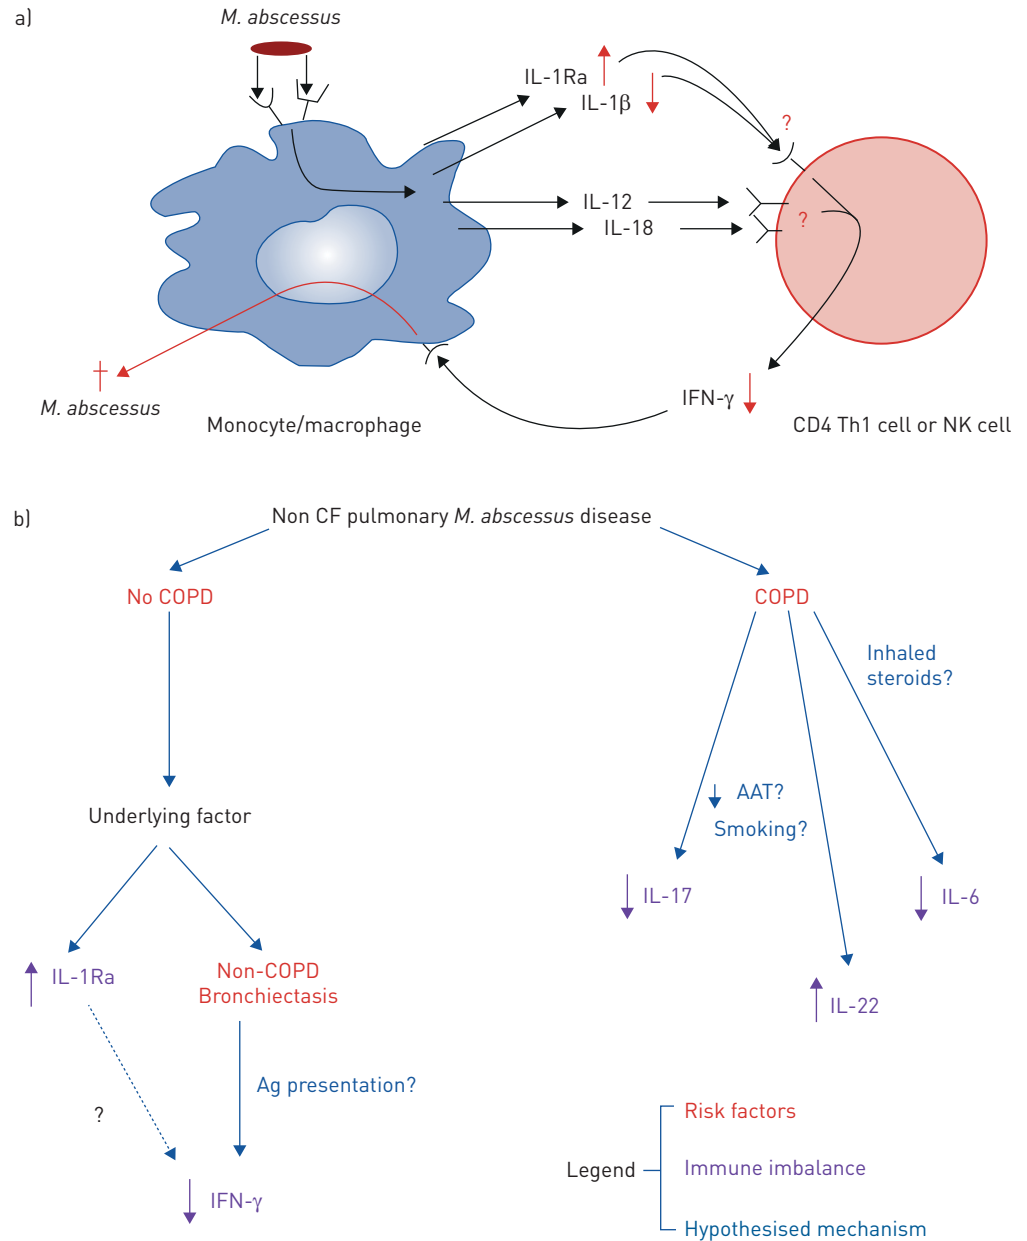 a)
M. abscessus
IL-1Ra
IL-1β
?
IL-12
?
IL-18
M. abscessus
IFN-γ
Monocyte/macrophage
CD4 Th1 cell or NK cell
b)
Non CF pulmonary M. abscessus disease
No COPD
COPD
Inhaled
steroids?
AAT?
Smoking?
Underlying factor
IL-17
IL-6
IL-1Ra
Non-COPD
Bronchiectasis
IL-22
Ag presentation?
?
IFN-γ
Legend
Risk factors
Immune imbalance
Hypothesised mechanism